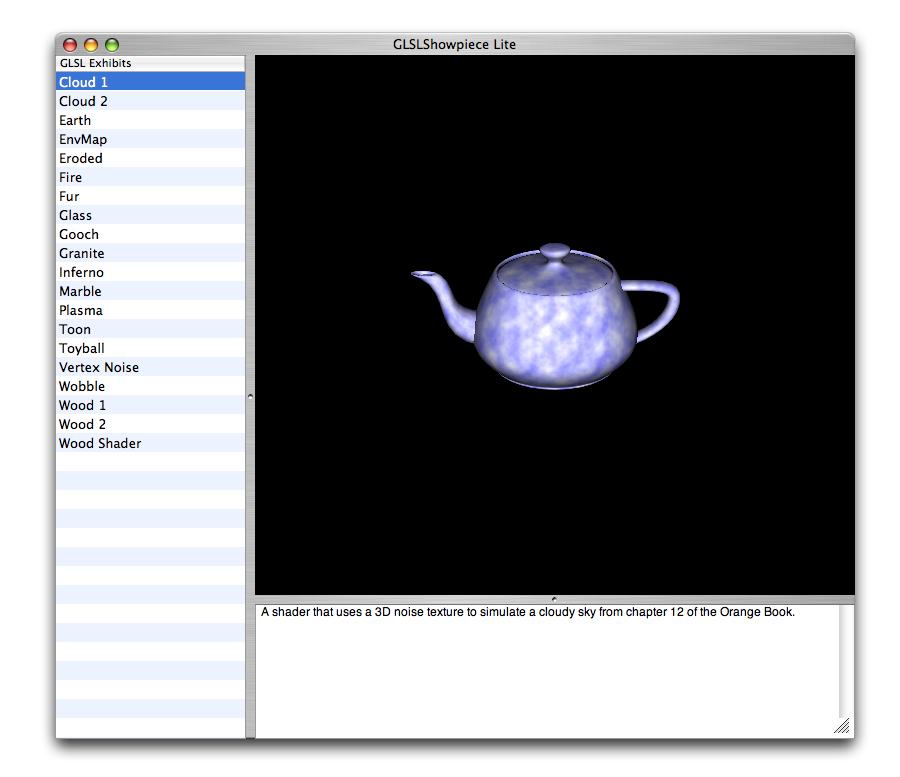 GLSLShowpiece Lite
GLSL Exhibits
Cloud 1
Cloud 2
Earth
EnvMap
Eroded
Fire
Fur
Glass
Gooch
Granite
Inferno
Marble
Plasma
Toon
Toyball
Vertex Noise
Wobble
Wood 1
Wood 2
Wood Shader
A shader that uses a 3D noise texture to simulate a cloudy sky from chapter 12 of the Orange Book.